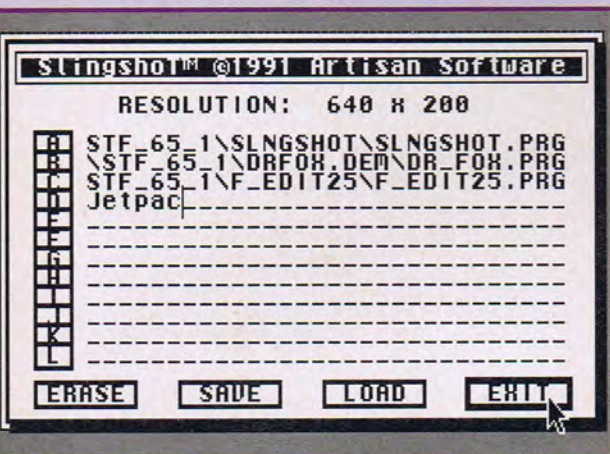 SlingshoT™ ©1991 Artisan Software
RESOLUTION: 640 x 200
A STF_65_1\SLNGSHOT\SLNGSHOT.PRG
B \STF_65_1\DRFOX.DEM\DR_FOX.PRG
C STF_65_1\F_EDIT25\F_EDIT25.PRG
D Jetpac
E
F
G
H
I
J
K
L
ERASE SAVE LOAD EXIT